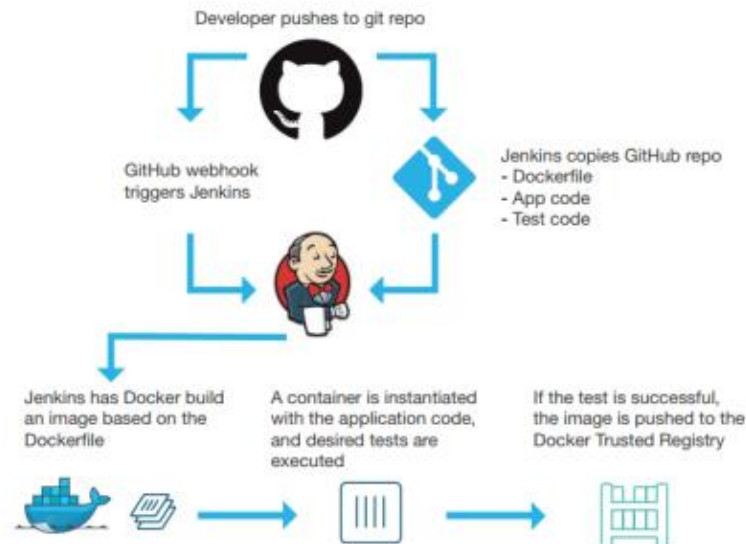 Developer pushes to git repo
GitHub webhook
triggers Jenkins
Jenkins copies GitHub repo
- Dockerfile
- App code
- Test code
Jenkins has Docker build
an image based on the
Dockerfile
A container is instantiated
with the application code,
and desired tests are
executed
If the test is successful,
the image is pushed to the
Docker Trusted Registry